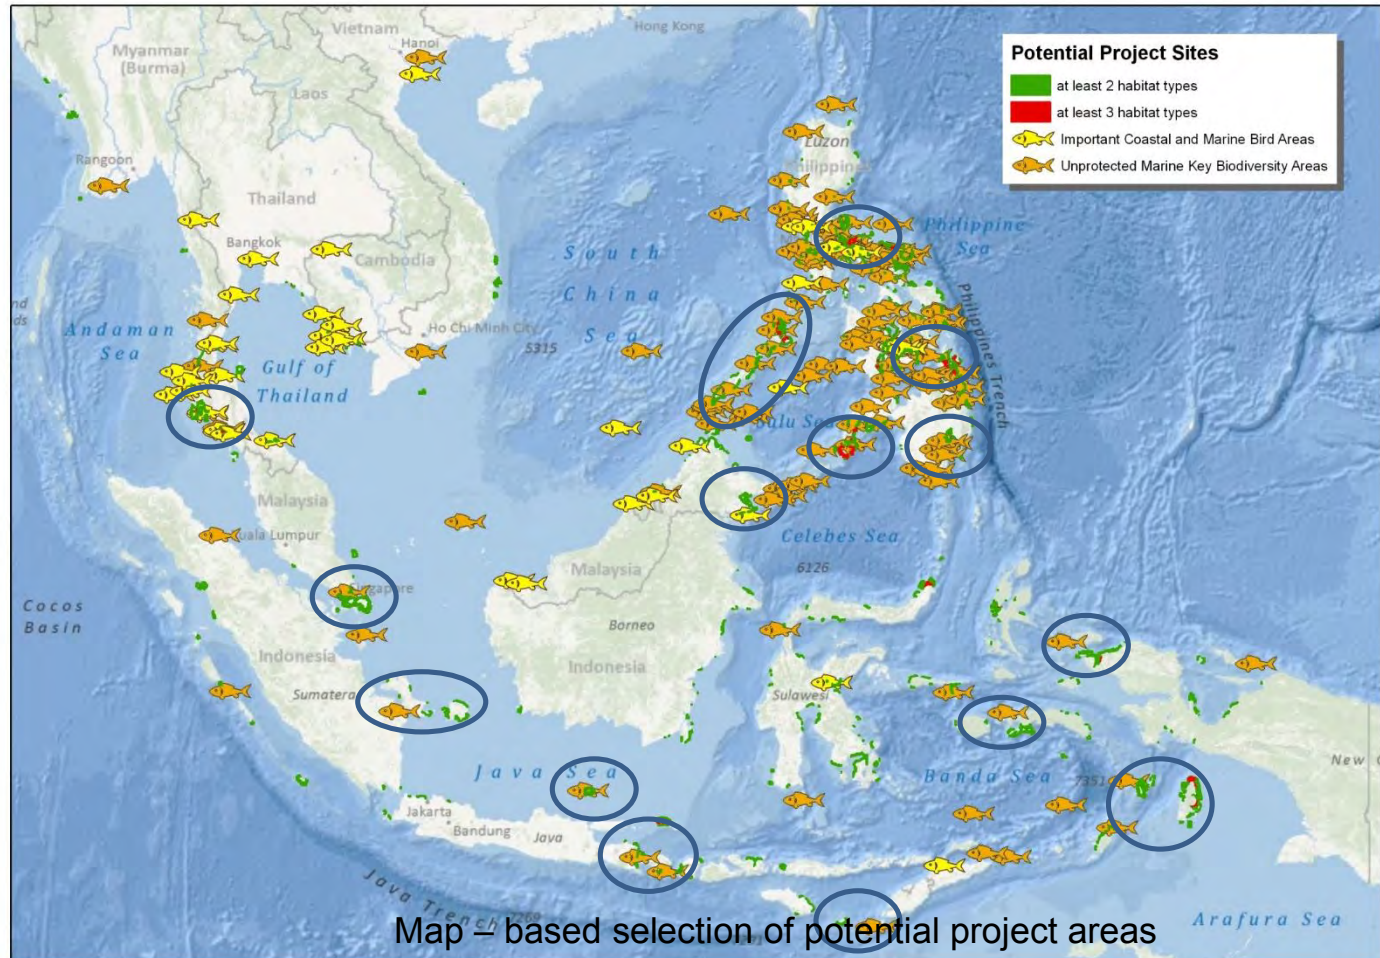 Vietnam
Hong Kong
Hanoi
Myanmar
(Burma)
Laos
Potential Project Sites
at least 2 habitat types
at least 3 habitat types
Important Coastal and Marine Bird Areas
Unprotected Marine Key Biodiversity Areas
Luzon
Philippines
Rangoon
Thailand
Bangkok
Cambodia
Philippine
Sea
South
China
Sea
Andaman
Sea
Ho Chi Minh City
5315
Gulf of
Thailand
Philippines Trench
Sulu Sea
Malaysia
Kuala Lumpur
Celebes Sea
6126
Malaysia
Singapore
Cocos
Basin
Borneo
Indonesia
Indonesia
Sumatera
Sulawesi
Java Sea
Banda Sea
7351
New
Jakarta
Bandung
Java
Java Trench
7269
Arafura Sea
Map – based selection of potential project areas